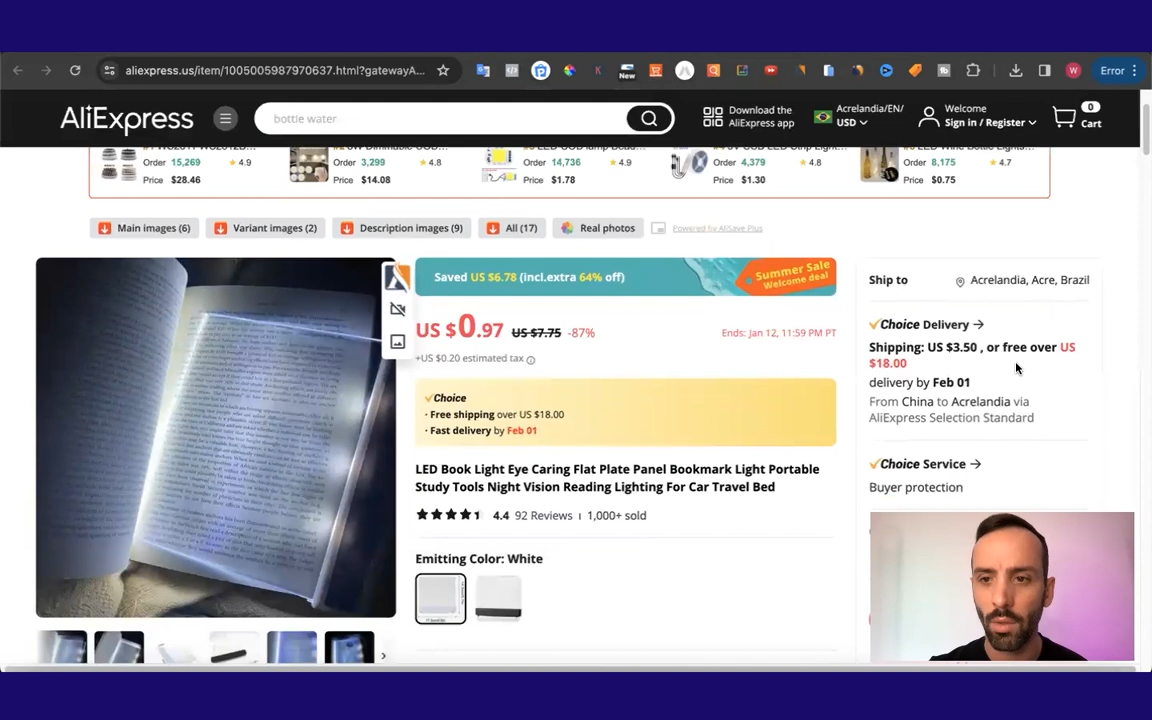 aliexpress.us/item/1005005987970637.html?gatewayA...
New
W
Error
AliExpress
bottle water
Download the
AliExpress app
Acrelandia/EN/
USD
Welcome
Sign in / Register
0
Cart
Order 15,269 4.9
Price $28.46
Order 3,299 4.8
Price $14.08
Order 14,736 4.9
Price $1.78
Order 4,379 4.8
Price $1.30
Order 8,175 4.7
Price $0.75
Main images (6)
Variant images (2)
Description images (9)
All (17)
Real photos
Powered by AliSave Plus
Saved US $6.78 (incl.extra 64% off)
Summer Sale
Welcome deal
US $0.97 US $7.75 -87%
Ends: Jan 12, 11:59 PM PT
+US $0.20 estimated tax
Choice
· Free shipping over US $18.00
· Fast delivery by Feb 01
LED Book Light Eye Caring Flat Plate Panel Bookmark Light Portable
Study Tools Night Vision Reading Lighting For Car Travel Bed
4.4 92 Reviews 1,000+ sold
Emitting Color: White
Ship to Acrelandia, Acre, Brazil
Choice Delivery
Shipping: US $3.50 , or free over US
$18.00
delivery by Feb 01
From China to Acrelandia via
AliExpress Selection Standard
Choice Service
Buyer protection